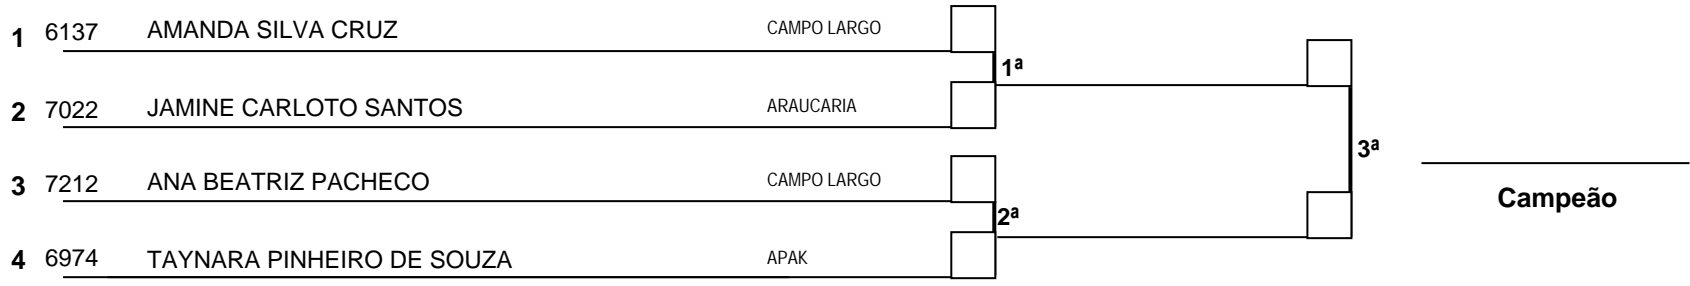 1 6137 AMANDA SILVA CRUZ CAMPO LARGO
1ª
2 7022 JAMINE CARLOTO SANTOS ARAUCARIA
3ª
3 7212 ANA BEATRIZ PACHECO CAMPO LARGO
Campeão
2ª
4 6974 TAYNARA PINHEIRO DE SOUZA APAK